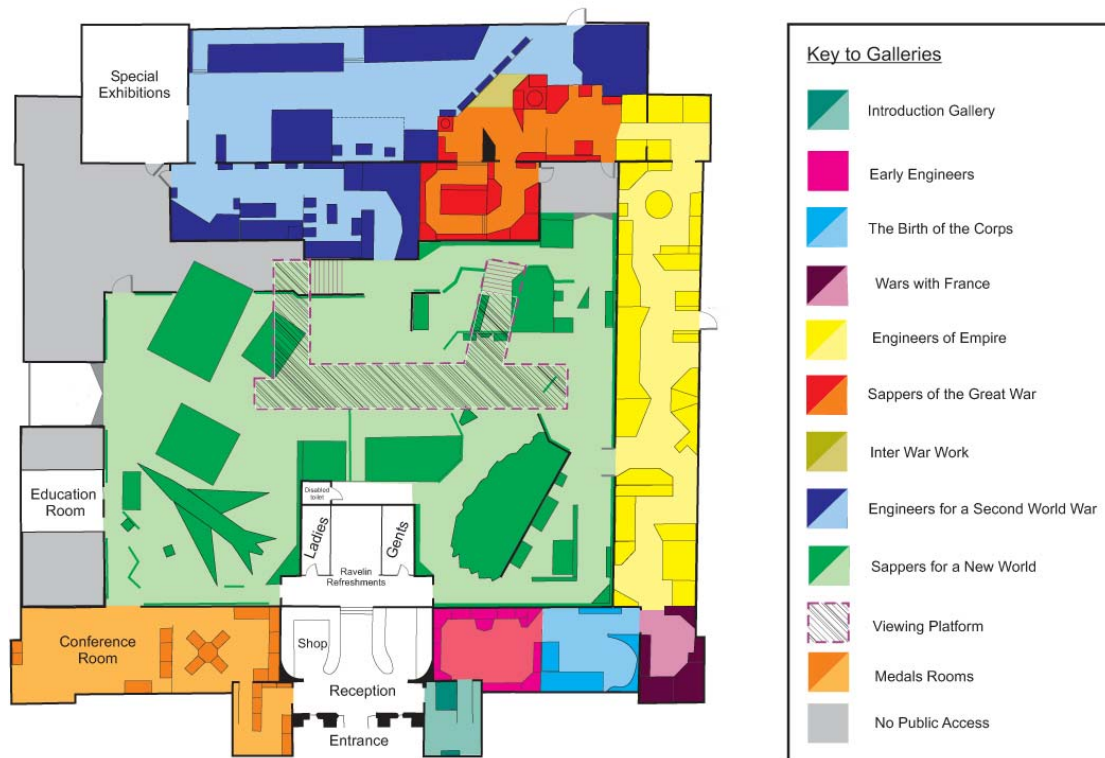 Special
Exhibitions
Education
Room
Disabled
toilet
Ladies
Gents
Ravelin
Refreshments
Conference
Room
Shop
Reception
Entrance
Key to Galleries
Introduction Gallery
Early Engineers
The Birth of the Corps
Wars with France
Engineers of Empire
Sappers of the Great War
Inter War Work
Engineers for a Second World War
Sappers for a New World
Viewing Platform
Medals Rooms
No Public Access